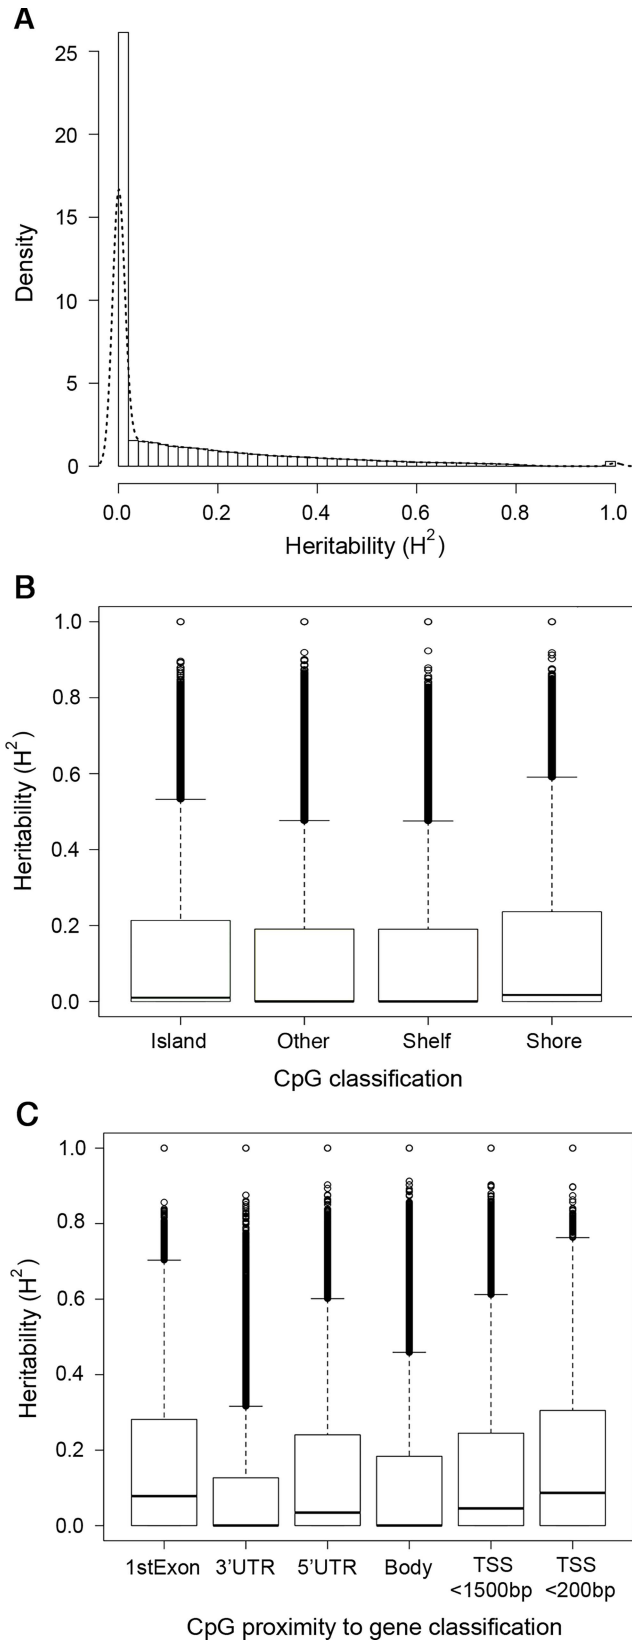 A
25
20
15
10
5
0
Density
0.0 0.2 0.4 0.6 0.8 1.0
Heritability (H²)
B
1.0
0.8
0.6
0.4
0.2
0.0
Heritability (H²)
Island Other Shelf Shore
CpG classification
C
1.0
0.8
0.6
0.4
0.2
0.0
Heritability (H²)
1stExon 3’UTR 5’UTR Body TSS TSS
<1500bp <200bp
CpG proximity to gene classification